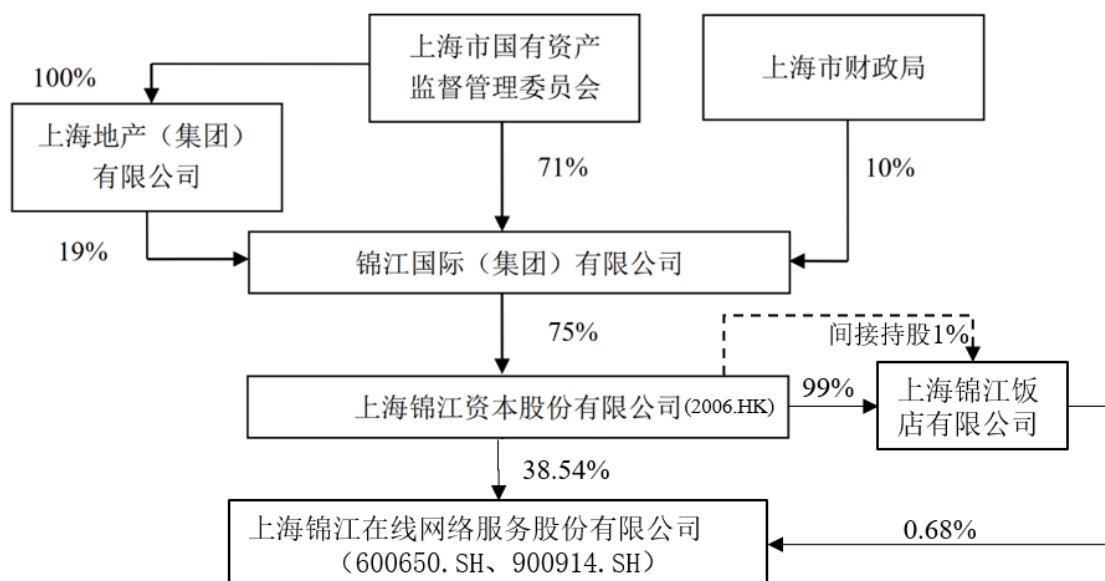 上海市国有资产
监督管理委员会
上海市财政局
100%
上海地产（集团）
有限公司
71%
10%
19%
锦江国际（集团）有限公司
75%
间接持股1%
上海锦江资本股份有限公司(2006.HK)
99%
上海锦江饭
店有限公司
38.54%
上海锦江在线网络服务股份有限公司
（600650.SH、900914.SH）
0.68%